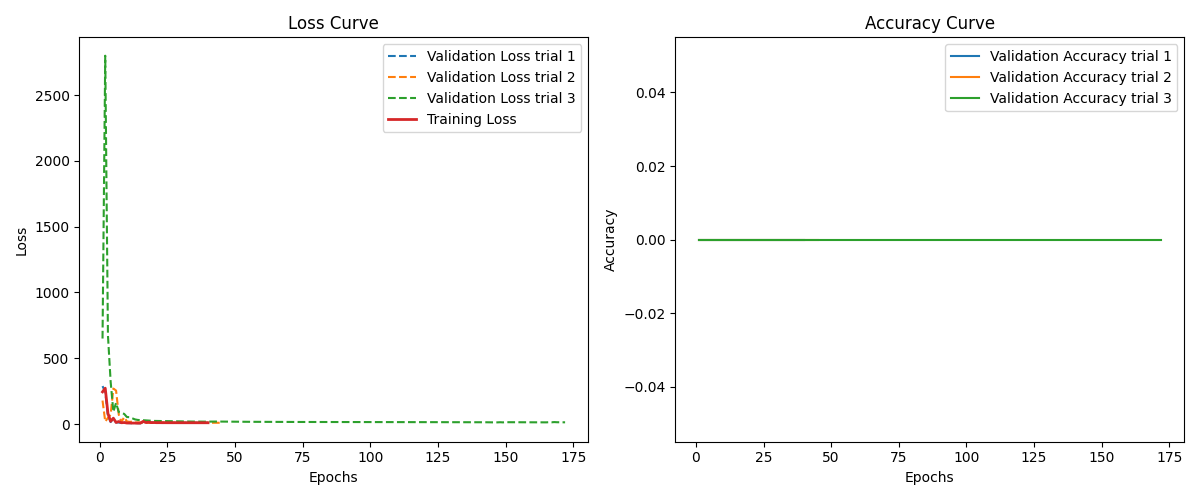 Loss Curve
Validation Loss trial 1
Validation Loss trial 2
Validation Loss trial 3
Training Loss
Loss
2500
2000
1500
1000
500
0
0 25 50 75 100 125 150 175
Epochs
Accuracy Curve
Validation Accuracy trial 1
Validation Accuracy trial 2
Validation Accuracy trial 3
Accuracy
0.04
0.02
0.00
−0.02
−0.04
0 25 50 75 100 125 150 175
Epochs